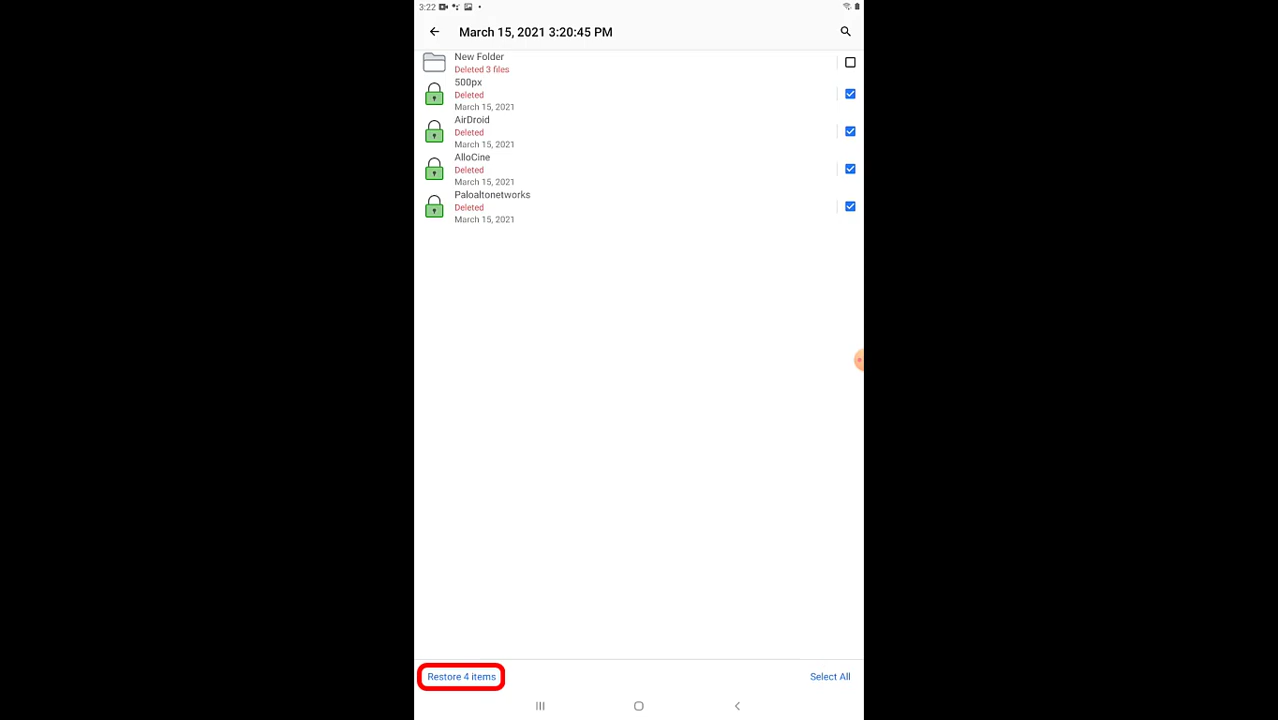 3:22
March 15, 2021 3:20:45 PM
New Folder
Deleted 3 files
500px
Deleted
March 15, 2021
AirDroid
Deleted
March 15, 2021
AlloCine
Deleted
March 15, 2021
Paloaltonetworks
Deleted
March 15, 2021
Restore 4 items
Select All